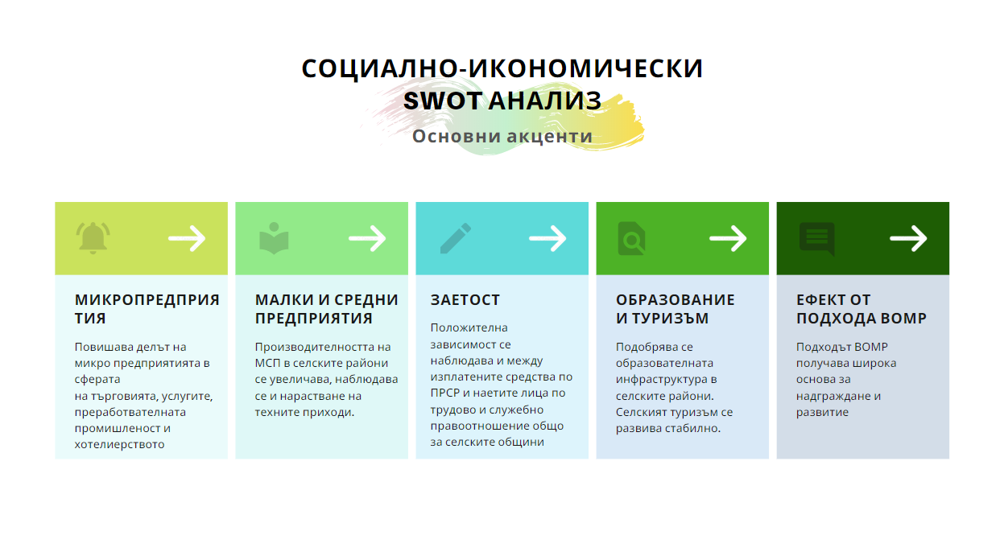 СОЦИАЛНО-ИКОНОМИЧЕСКИ
SWOT АНАЛИЗ
Основни акценти
МИКРОПРЕДПРИЯ
ТИЯ
Повишава делът на
микро предприятията в
сферата
на търговията, услугите,
преработвателната
промишленост и
хотелиерството
МАЛКИ И СРЕДНИ
ПРЕДПРИЯТИЯ
Производителността на
МСП в селските райони
се увеличава, наблюдава
се и нарастване на
техните приходи.
ЗАЕТОСТ
Положителна
зависимост се
наблюдава и между
изплатените средства по
ПРСР и наетите лица по
трудово и служебно
правоотношение общо
за селските общини
ОБРАЗОВАНИЕ
И ТУРИЗЪМ
Подобрява се
образователната
инфраструктура в
селските райони.
Селският туризъм се
развива стабилно.
ЕФЕКТ ОТ
ПОДХОДА ВОМР
Подходът ВОМР
получава широка
основа за
надграждане и
развитие